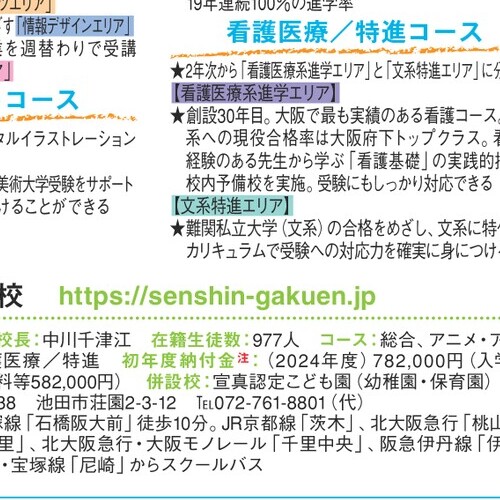 19年連続100%の進学率
ツエリア」
看護医療／特進コース
ざす「情報デザインエリア」
を週替わりで受講
★2年次から「看護医療系進学エリア」と「文系特進エリア」に
ア」
【看護医療系進学エリア】
コース
★創設30年目。大阪で最も実績のある看護コース。
タルイラストレーション
系への現役合格率は大阪府下トップクラス。
経験のある先生から学ぶ「看護基礎」の実践的
美術大学受験をサポート
校内予備校を実施。受験にもしっかり対応できる
けることができる
【文系特進エリア】
★難関私立大学（文系）の合格をめざし、文系に特
カリキュラムで受験への対応力を確実に身につけ
校 https://senshin-gakuen.jp
校長：中川千津江 在籍生徒数：977人 コース：総合、アニメ・ア
医療／特進 初年度納付金注：（2024年度）782,000円（入
料等582,000円） 併設校：宣真認定こども園（幼稚園・保育園）
38 池田市荘園2-3-12 TEL072-761-8801（代）
線「石橋阪大前」徒歩10分。JR京都線「茨木」、北大阪急行「桃山
里」、北大阪急行・大阪モノレール「千里中央」、阪急伊丹線「伊
・宝塚線「尼崎」からスクールバス